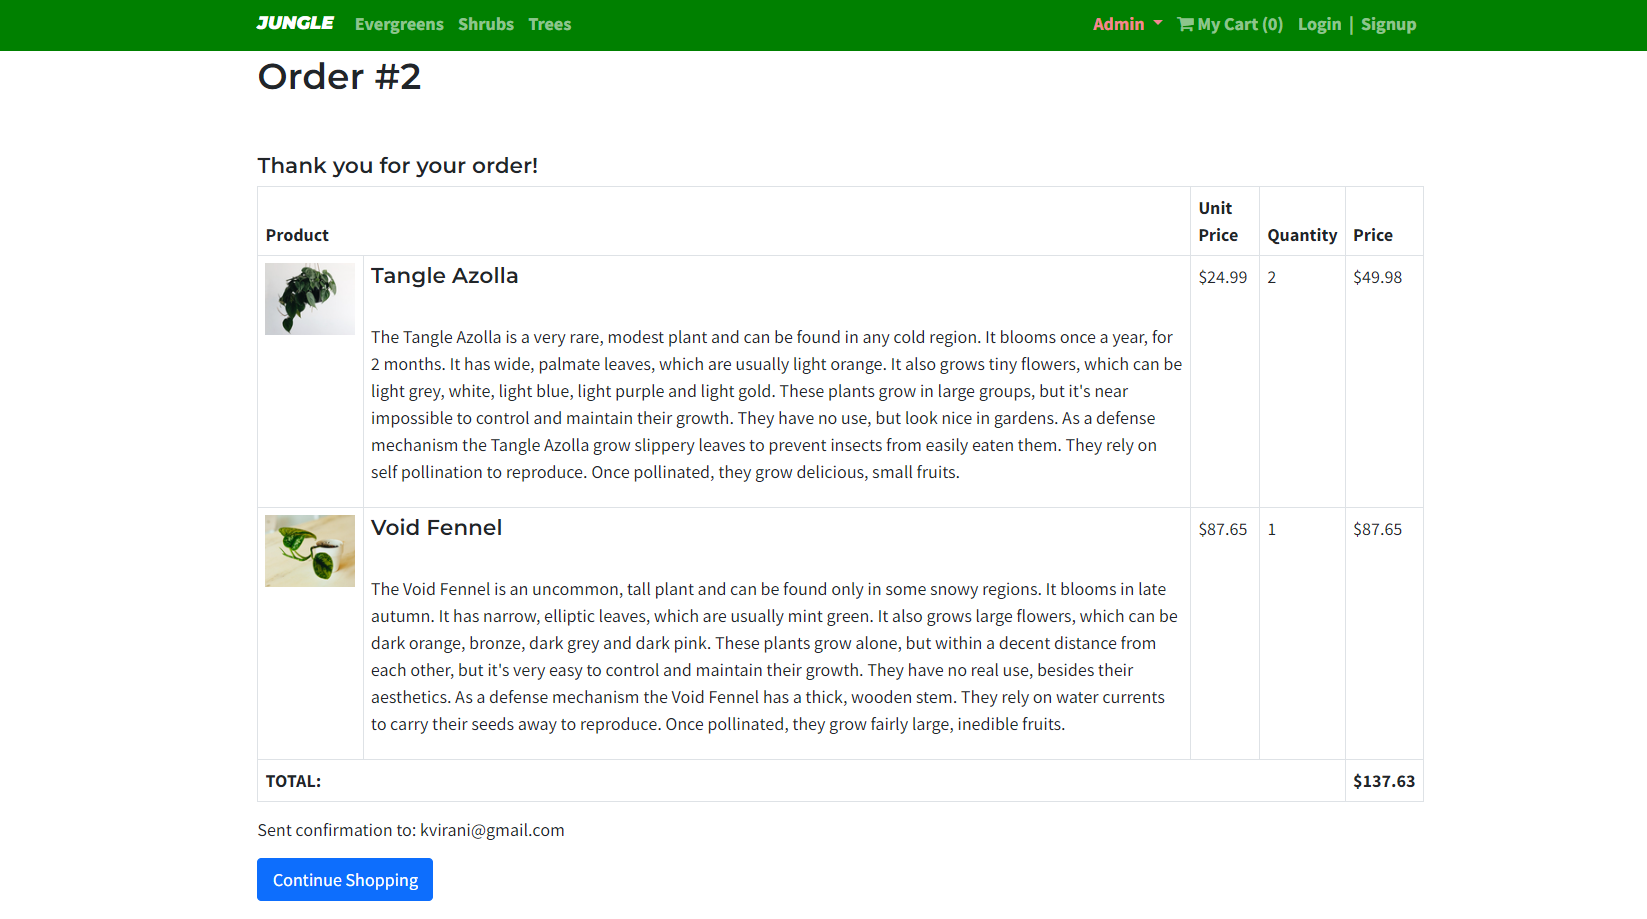 JUNGLE Evergreens Shrubs Trees Admin My Cart (0) Login | Signup
Order #2
Thank you for your order!
Product Unit Price Quantity Price
Tangle Azolla $24.99 2 $49.98
The Tangle Azolla is a very rare, modest plant and can be found in any cold region. It blooms once a year, for
2 months. It has wide, palmate leaves, which are usually light orange. It also grows tiny flowers, which can be
light grey, white, light blue, light purple and light gold. These plants grow in large groups, but it's near
impossible to control and maintain their growth. They have no use, but look nice in gardens. As a defense
mechanism the Tangle Azolla grow slippery leaves to prevent insects from easily eaten them. They rely on
self pollination to reproduce. Once pollinated, they grow delicious, small fruits.
Void Fennel $87.65 1 $87.65
The Void Fennel is an uncommon, tall plant and can be found only in some snowy regions. It blooms in late
autumn. It has narrow, elliptic leaves, which are usually mint green. It also grows large flowers, which can be
dark orange, bronze, dark grey and dark pink. These plants grow alone, but within a decent distance from
each other, but it's very easy to control and maintain their growth. They have no real use, besides their
aesthetics. As a defense mechanism the Void Fennel has a thick, wooden stem. They rely on water currents
to carry their seeds away to reproduce. Once pollinated, they grow fairly large, inedible fruits.
TOTAL: $137.63
Sent confirmation to: kvirani@gmail.com
Continue Shopping